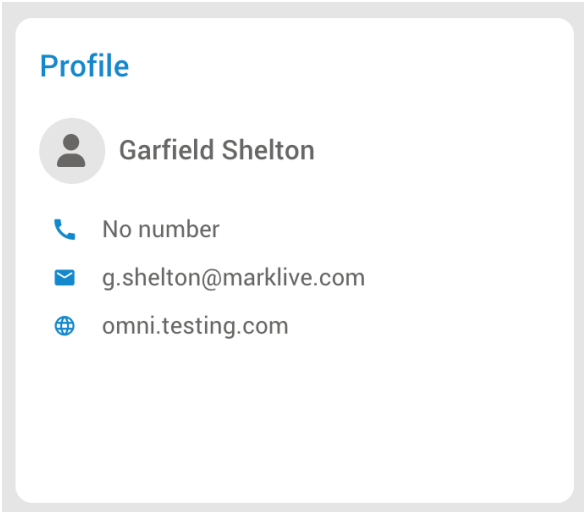 Profile
Garfield Shelton
No number
g.shelton@marklive.com
omni.testing.com